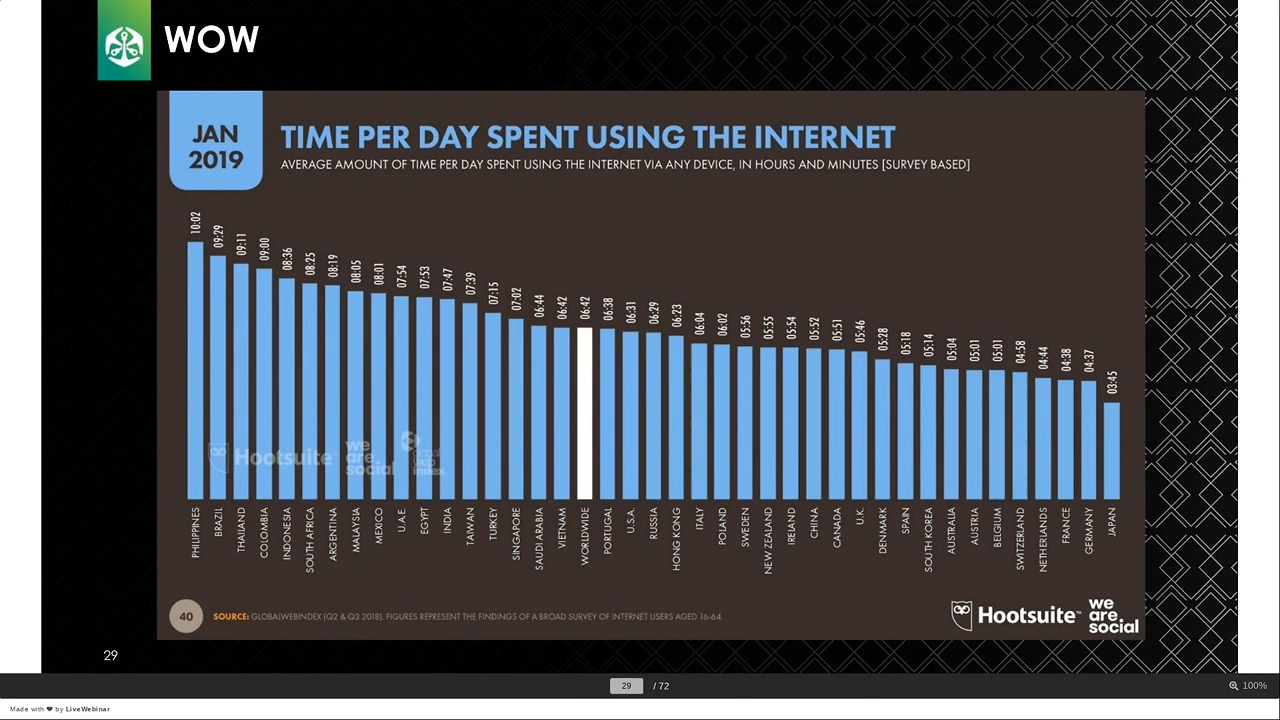 WOW
JAN
2019
TIME PER DAY SPENT USING THE INTERNET
AVERAGE AMOUNT OF TIME PER DAY SPENT USING THE INTERNET VIA ANY DEVICE, IN HOURS AND MINUTES [SURVEY BASED]
10:02
09:29
09:11
09:00
08:36
08:25
08:19
08:05
08:01
07:54
07:53
07:47
07:39
07:15
07:02
06:44
06:42
06:42
06:38
06:31
06:29
06:23
06:04
06:02
05:56
05:55
05:54
05:52
05:51
05:46
05:28
05:18
05:14
05:04
05:01
05:01
04:58
04:44
04:38
04:37
03:45
Hootsuite™
we
are
social
global
web
index
PHILIPPINES
BRAZIL
THAILAND
COLOMBIA
INDONESIA
SOUTH AFRICA
ARGENTINA
MALAYSIA
MEXICO
U.A.E.
EGYPT
INDIA
TAIWAN
TURKEY
SINGAPORE
SAUDI ARABIA
VIETNAM
WORLDWIDE
PORTUGAL
U.S.A.
RUSSIA
HONG KONG
ITALY
POLAND
SWEDEN
NEW ZEALAND
IRELAND
CHINA
CANADA
U.K.
DENMARK
SPAIN
SOUTH KOREA
AUSTRALIA
AUSTRIA
BELGIUM
SWITZERLAND
NETHERLANDS
FRANCE
GERMANY
JAPAN
40
SOURCE: GLOBALWEBINDEX (Q2 & Q3 2018). FIGURES REPRESENT THE FINDINGS OF A BROAD SURVEY OF INTERNET USERS AGED 16-64.
Hootsuite™
we
are
social
29
29 / 72
100%
Made with ❤ by LiveWebinar